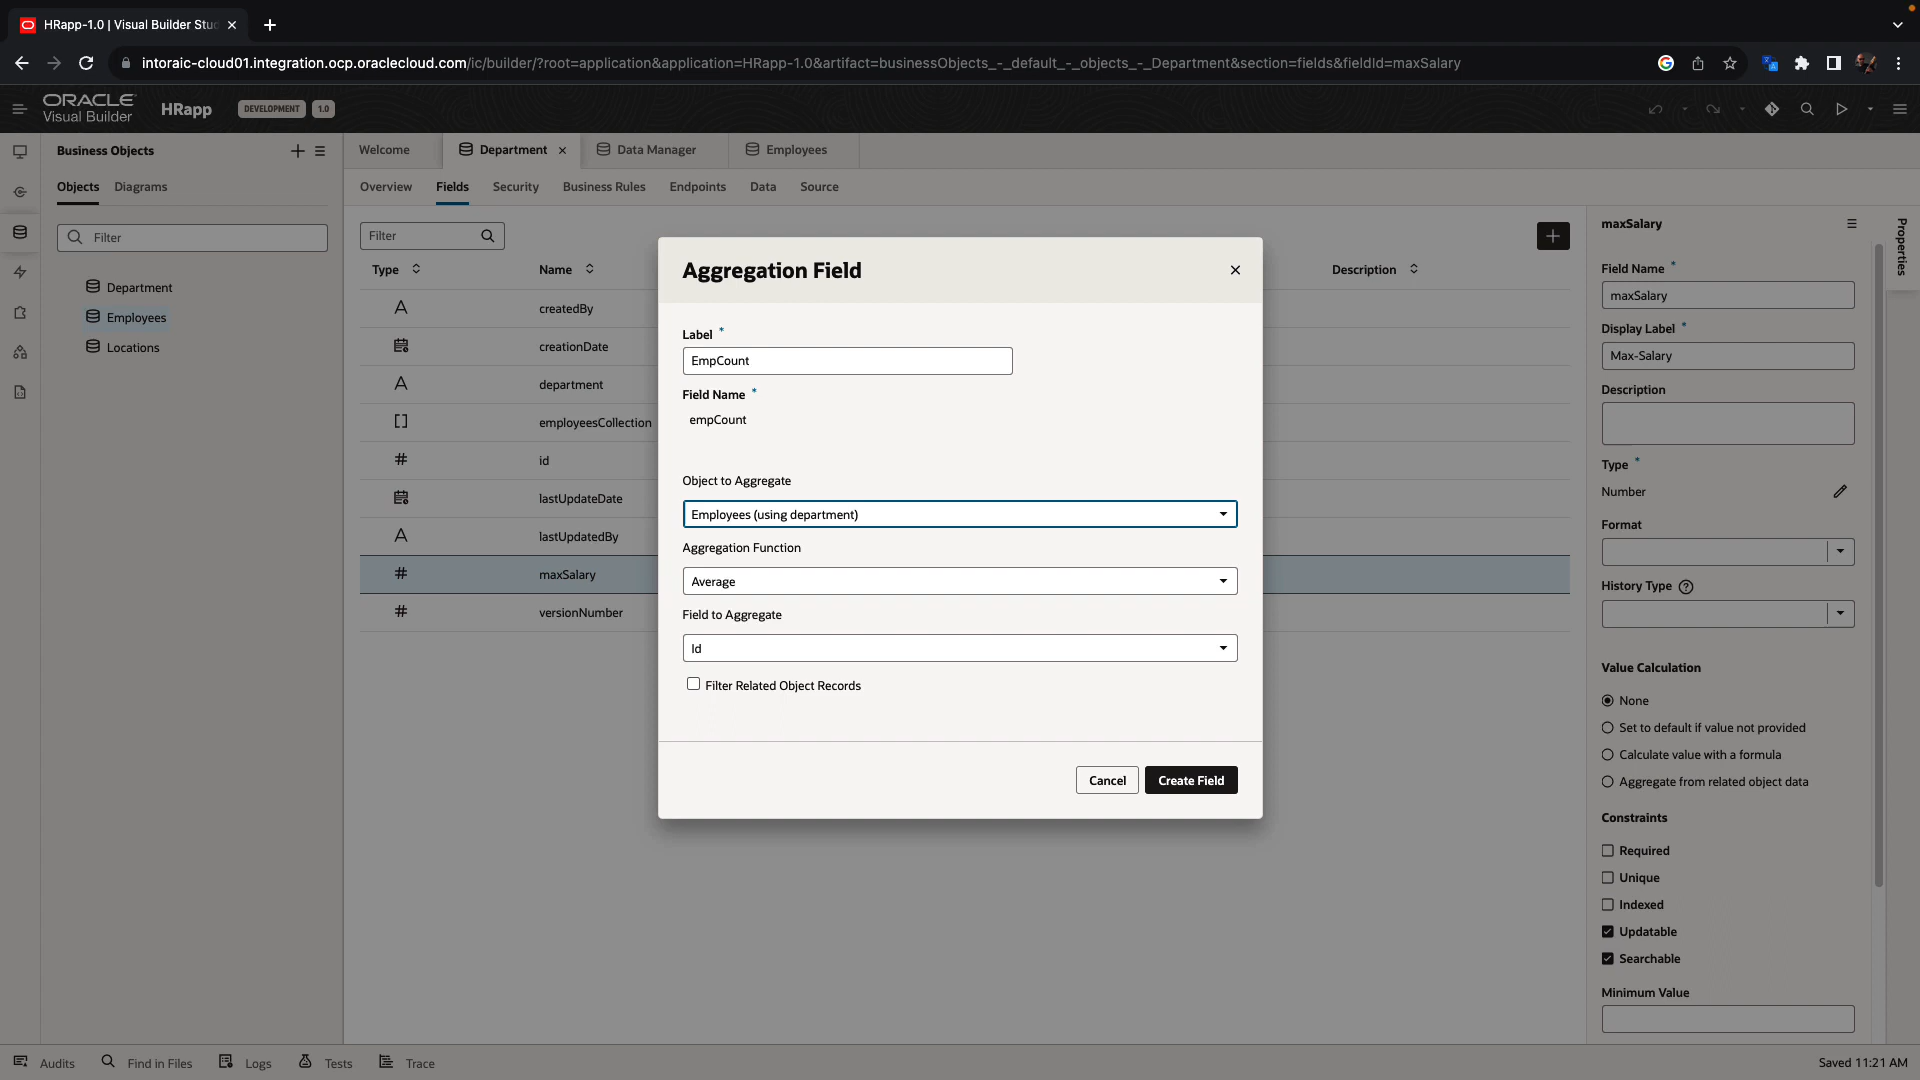 HRapp-1.0 | Visual Builder Stud
intoraic-cloud01.integration.ocp.oraclecloud.com/ic/builder/?root=application&application=HRapp-1.0&artifact=businessObjects_-_default_-_objects_-_Department&section=fields&fieldId=maxSalary
ORACLE
Visual Builder
HRapp
DEVELOPMENT
1.0
Business Objects
Objects
Diagrams
Filter
Department
Employees
Locations
Welcome
Department
Data Manager
Employees
Overview
Fields
Security
Business Rules
Endpoints
Data
Source
Filter
Type
Name
Description
createdBy
creationDate
department
employeesCollection
id
lastUpdateDate
lastUpdatedBy
maxSalary
versionNumber
Aggregation Field
Label *
EmpCount
Field Name *
empCount
Object to Aggregate
Employees (using department)
Aggregation Function
Average
Field to Aggregate
Id
Filter Related Object Records
Cancel
Create Field
maxSalary
Properties
Field Name *
maxSalary
Display Label *
Max-Salary
Description
Type *
Number
Format
History Type
Value Calculation
None
Set to default if value not provided
Calculate value with a formula
Aggregate from related object data
Constraints
Required
Unique
Indexed
Updatable
Searchable
Minimum Value
Audits
Find in Files
Logs
Tests
Trace
Saved 11:21 AM